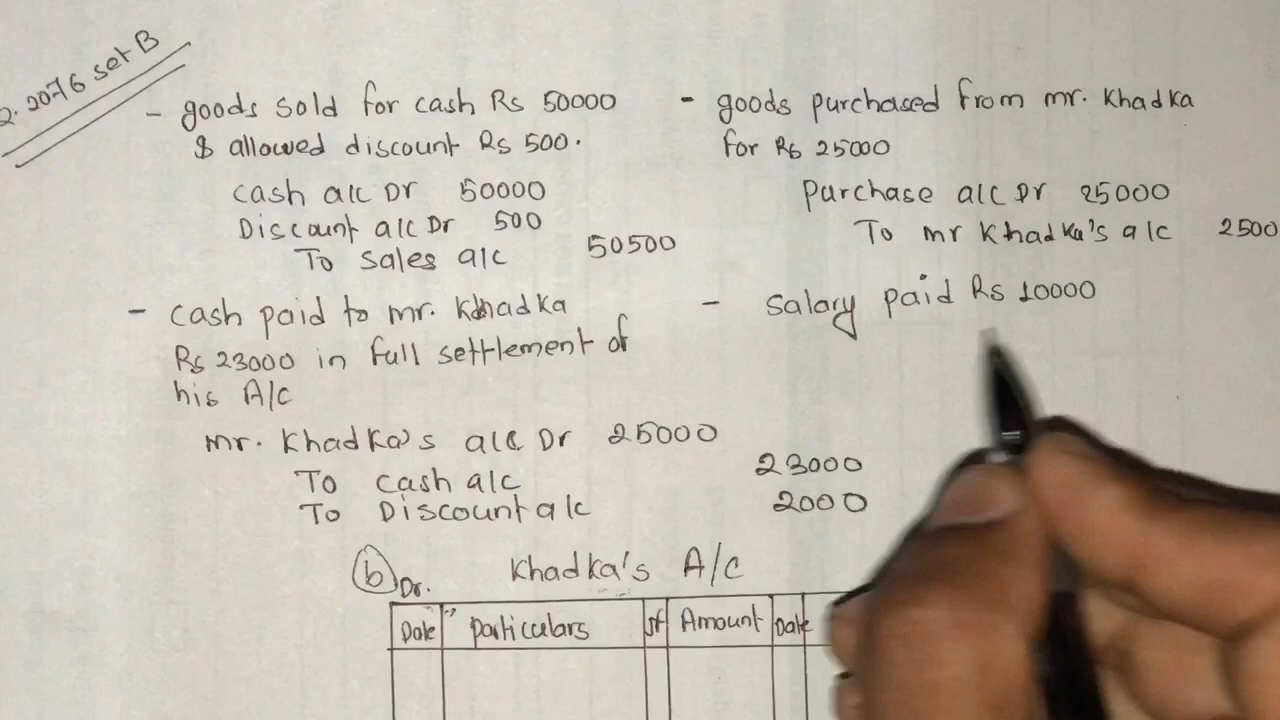 2. 2076 set B
- goods sold for cash Rs 50000
& allowed discount Rs 500.
cash a/c Dr 50000
Discount a/c Dr 500
To sales a/c 50500
- goods purchased from mr. Khadka
for Rs 25000
Purchase a/c Dr 25000
To mr Khadka's a/c 2500
- cash paid to mr. Khadka
Rs 23000 in full settlement of
his A/c
mr. Khadka's a/c Dr 25000
To cash a/c 23000
To Discount a/c 2000
- Salary paid Rs 10000
(b) Dr. Khadka's A/c
Date Particulars Jf Amount Date